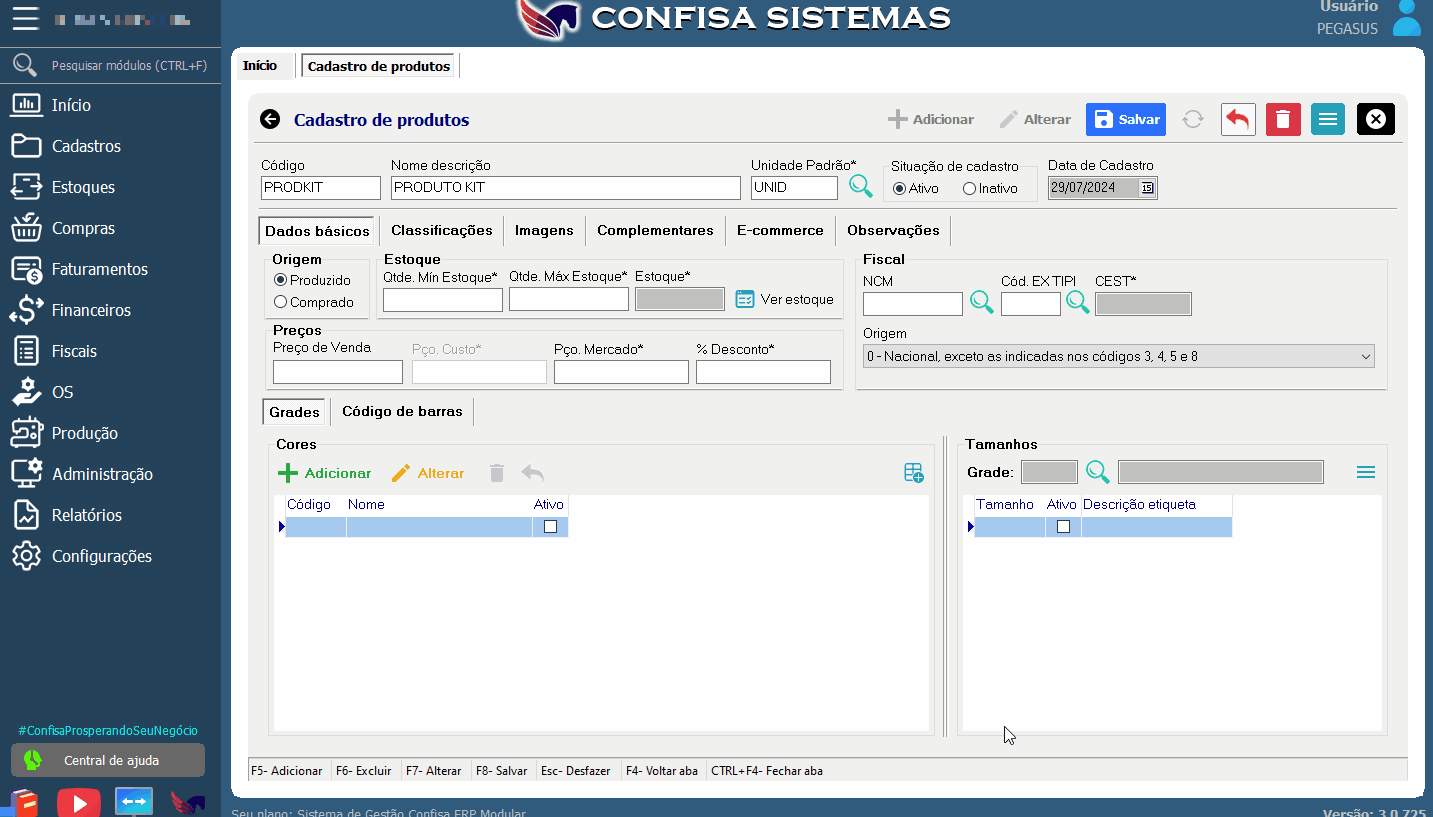 CONFISA SISTEMAS
Usuário
PEGASUS
Pesquisar módulos (CTRL+F)
Início
Cadastros
Estoques
Compras
Faturamentos
Financeiros
Fiscais
OS
Produção
Administração
Relatórios
Configurações
#ConfisaProsperandoSeuNegócio
Central de ajuda
Início
Cadastro de produtos
Cadastro de produtos
Adicionar
Alterar
Salvar
Código
Nome descrição
Unidade Padrão*
Situação de cadastro
Data de Cadastro
PRODKIT
PRODUTO KIT
UNID
Ativo
Inativo
29/07/2024
15
Dados básicos
Classificações
Imagens
Complementares
E-commerce
Observações
Origem
Produzido
Comprado
Estoque
Qtde. Mín Estoque*
Qtde. Máx Estoque*
Estoque*
Ver estoque
Preços
Preço de Venda
Pço. Custo*
Pço. Mercado*
% Desconto*
Fiscal
NCM
Cód. EX TIPI
CEST*
Origem
0 - Nacional, exceto as indicadas nos códigos 3, 4, 5 e 8
Grades
Código de barras
Cores
Adicionar
Alterar
Código
Nome
Ativo
Tamanhos
Grade:
Tamanho
Ativo
Descrição etiqueta
F5- Adicionar
F6- Excluir
F7- Alterar
F8- Salvar
Esc- Desfazer
F4- Voltar aba
CTRL+F4- Fechar aba
Seu plano: Sistema de Gestão Confisa ERP Modular
Versão: 3.0.725